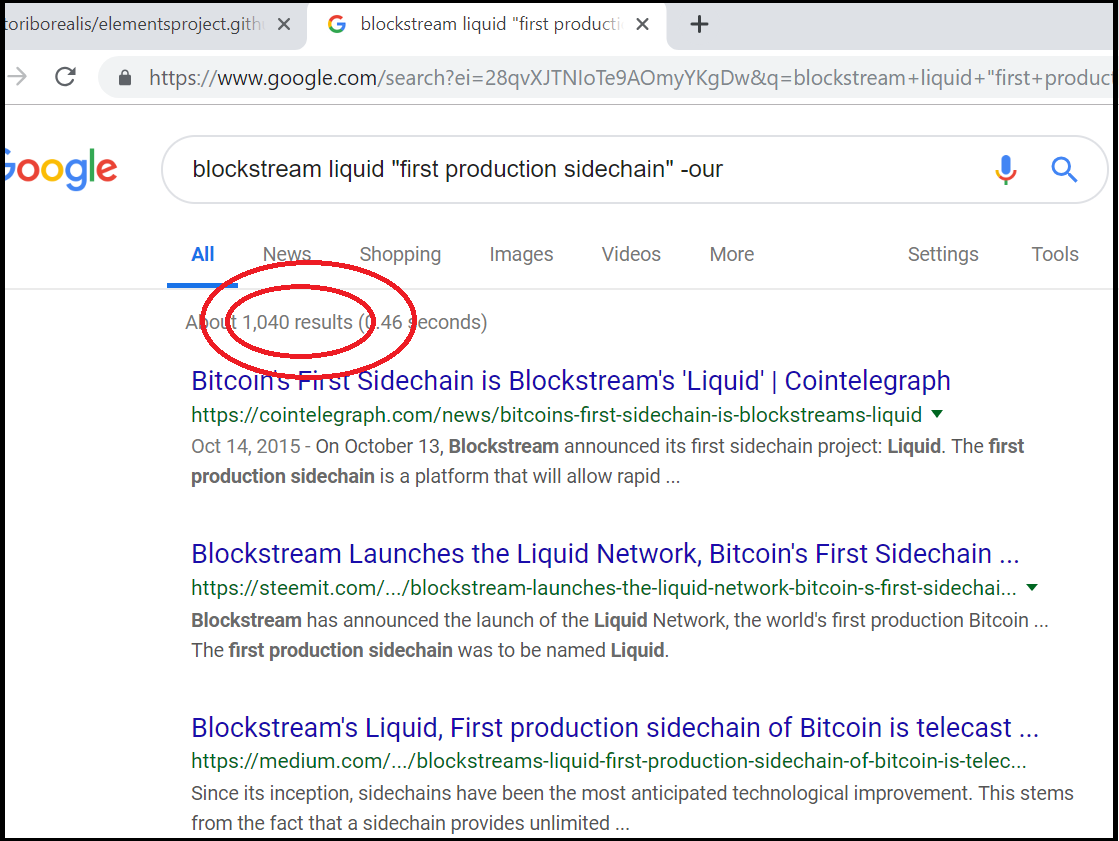 toriborealis/elementsproject.gith
blockstream liquid "first producti
https://www.google.com/search?ei=28qvXJTNIoTe9AOmyYKgDw&q=blockstream+liquid+"first+product
Google
blockstream liquid "first production sidechain" -our
All News Shopping Images Videos More Settings Tools
About 1,040 results (0.46 seconds)
Bitcoin's First Sidechain is Blockstream's 'Liquid' | Cointelegraph
https://cointelegraph.com/news/bitcoins-first-sidechain-is-blockstreams-liquid
Oct 14, 2015 - On October 13, Blockstream announced its first sidechain project: Liquid. The first
production sidechain is a platform that will allow rapid ...
Blockstream Launches the Liquid Network, Bitcoin's First Sidechain ...
https://steemit.com/.../blockstream-launches-the-liquid-network-bitcoin-s-first-sidechai...
Blockstream has announced the launch of the Liquid Network, the world's first production Bitcoin ...
The first production sidechain was to be named Liquid.
Blockstream's Liquid, First production sidechain of Bitcoin is telecast ...
https://medium.com/.../blockstreams-liquid-first-production-sidechain-of-bitcoin-is-telec...
Since its inception, sidechains have been the most anticipated technological improvement. This stems
from the fact that a sidechain provides unlimited ...